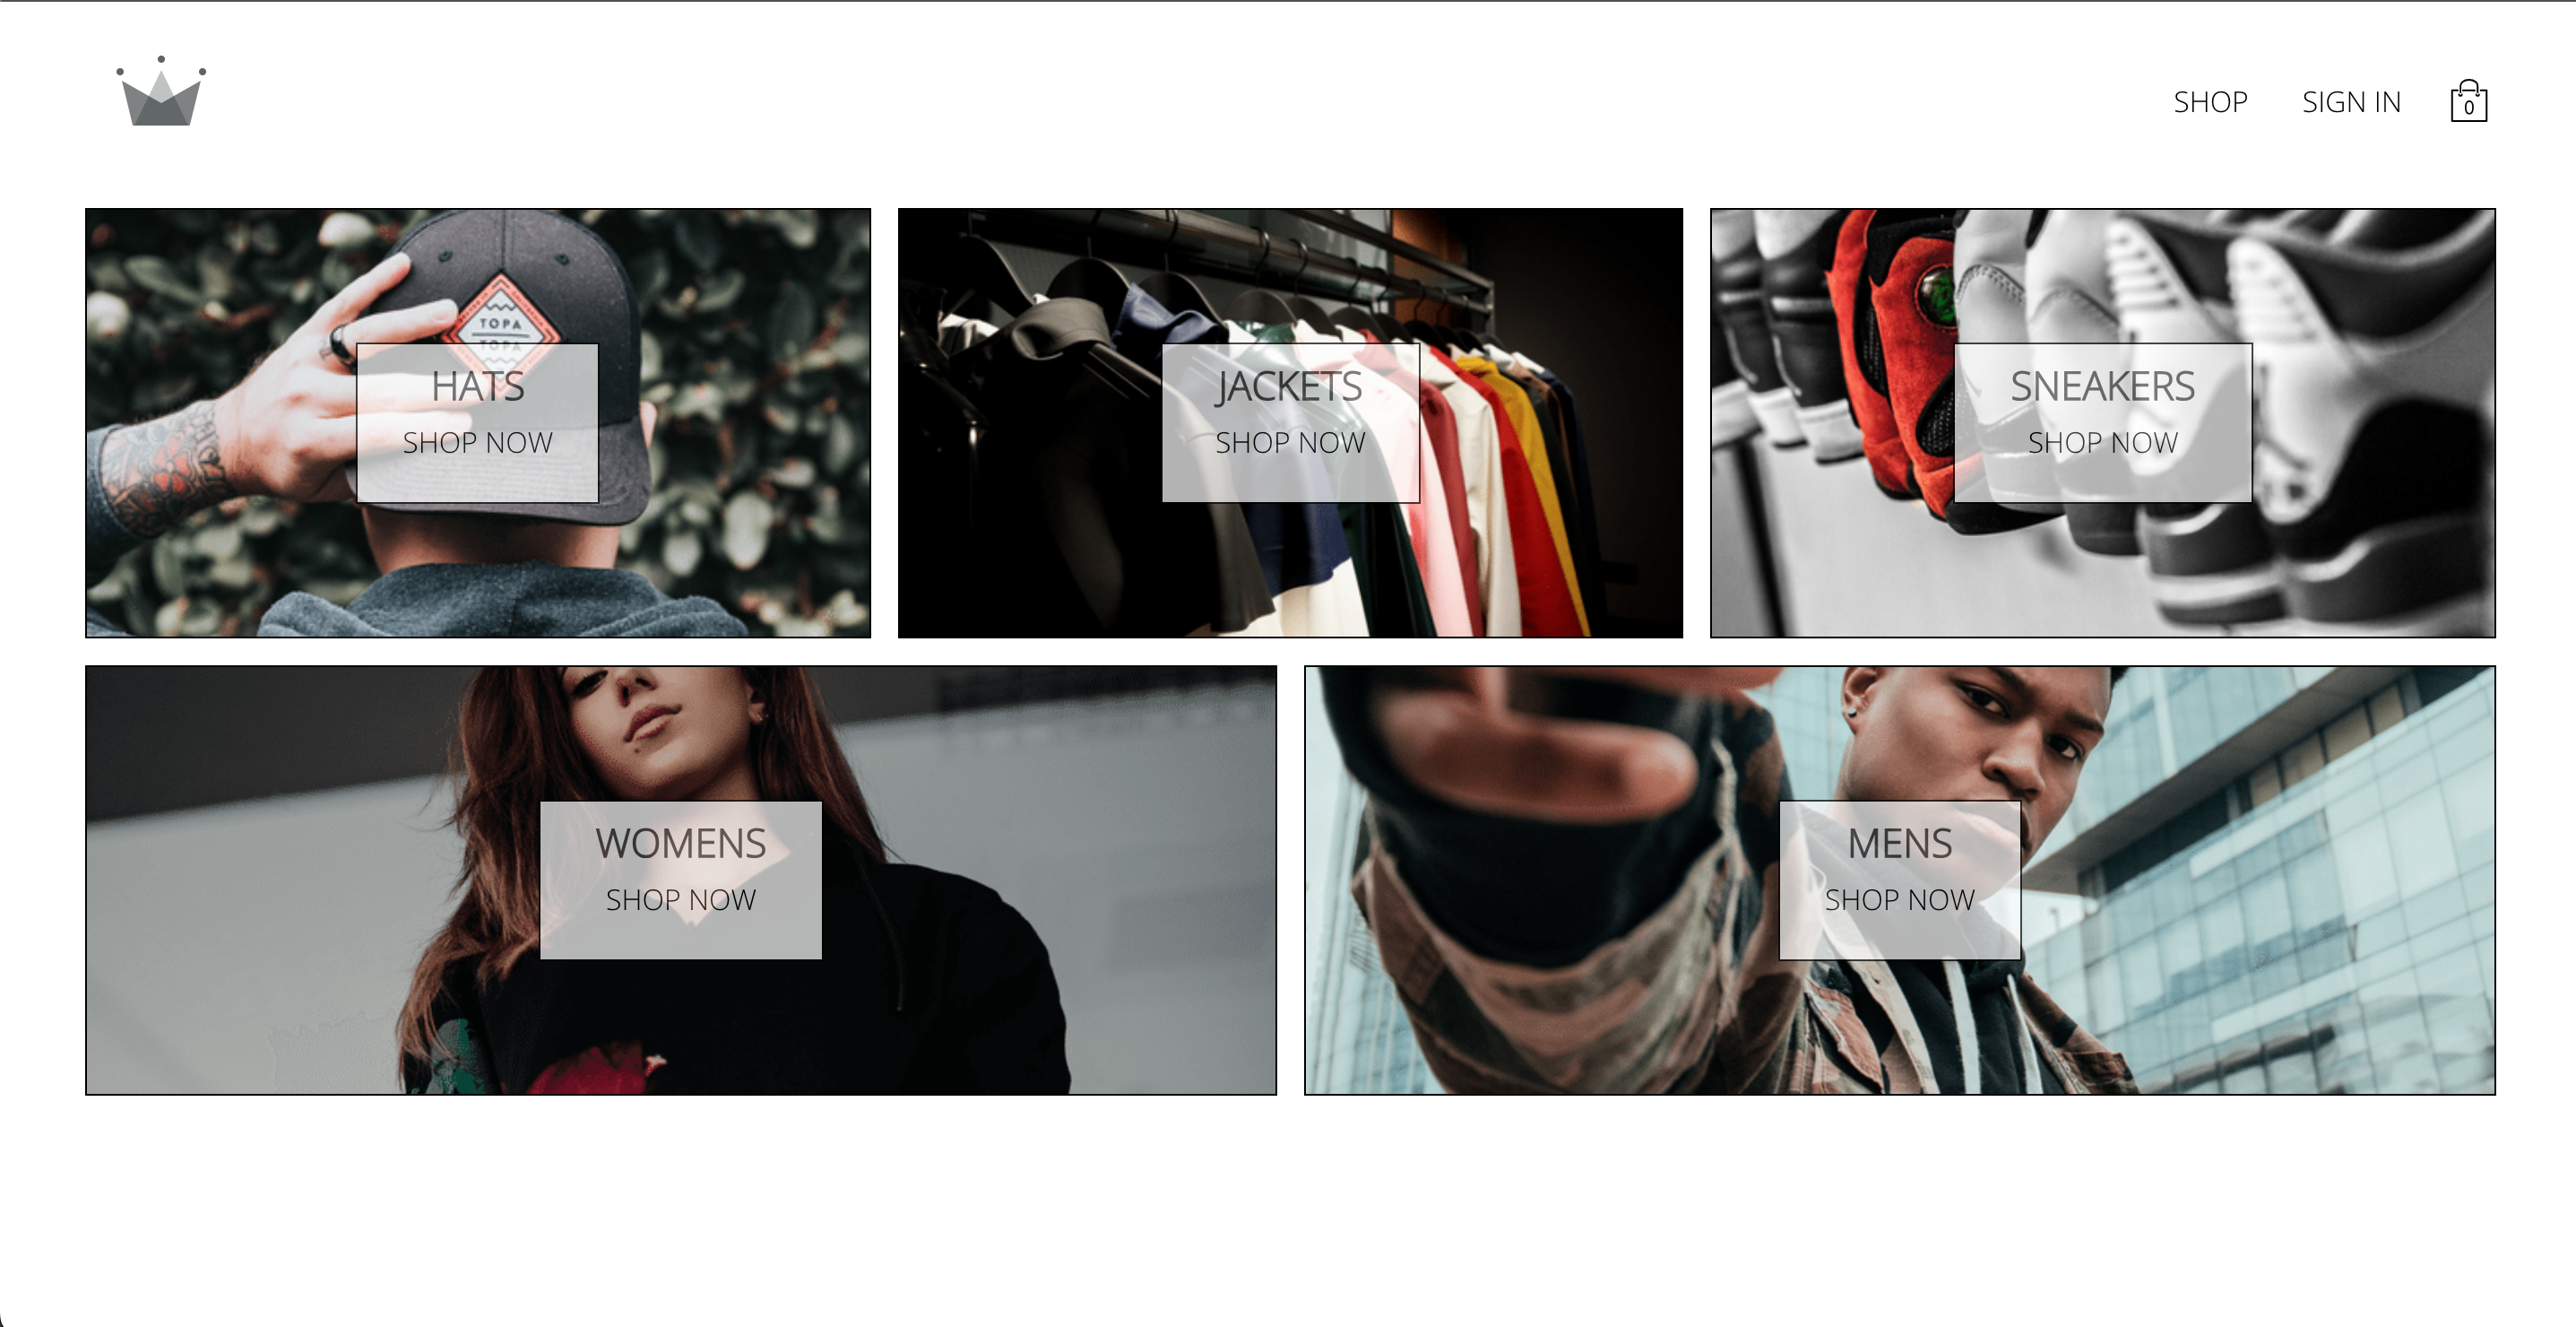 SHOP
SIGN IN
0
TOPA
TOPA
HATS
SHOP NOW
JACKETS
SHOP NOW
SNEAKERS
SHOP NOW
WOMENS
SHOP NOW
MENS
SHOP NOW